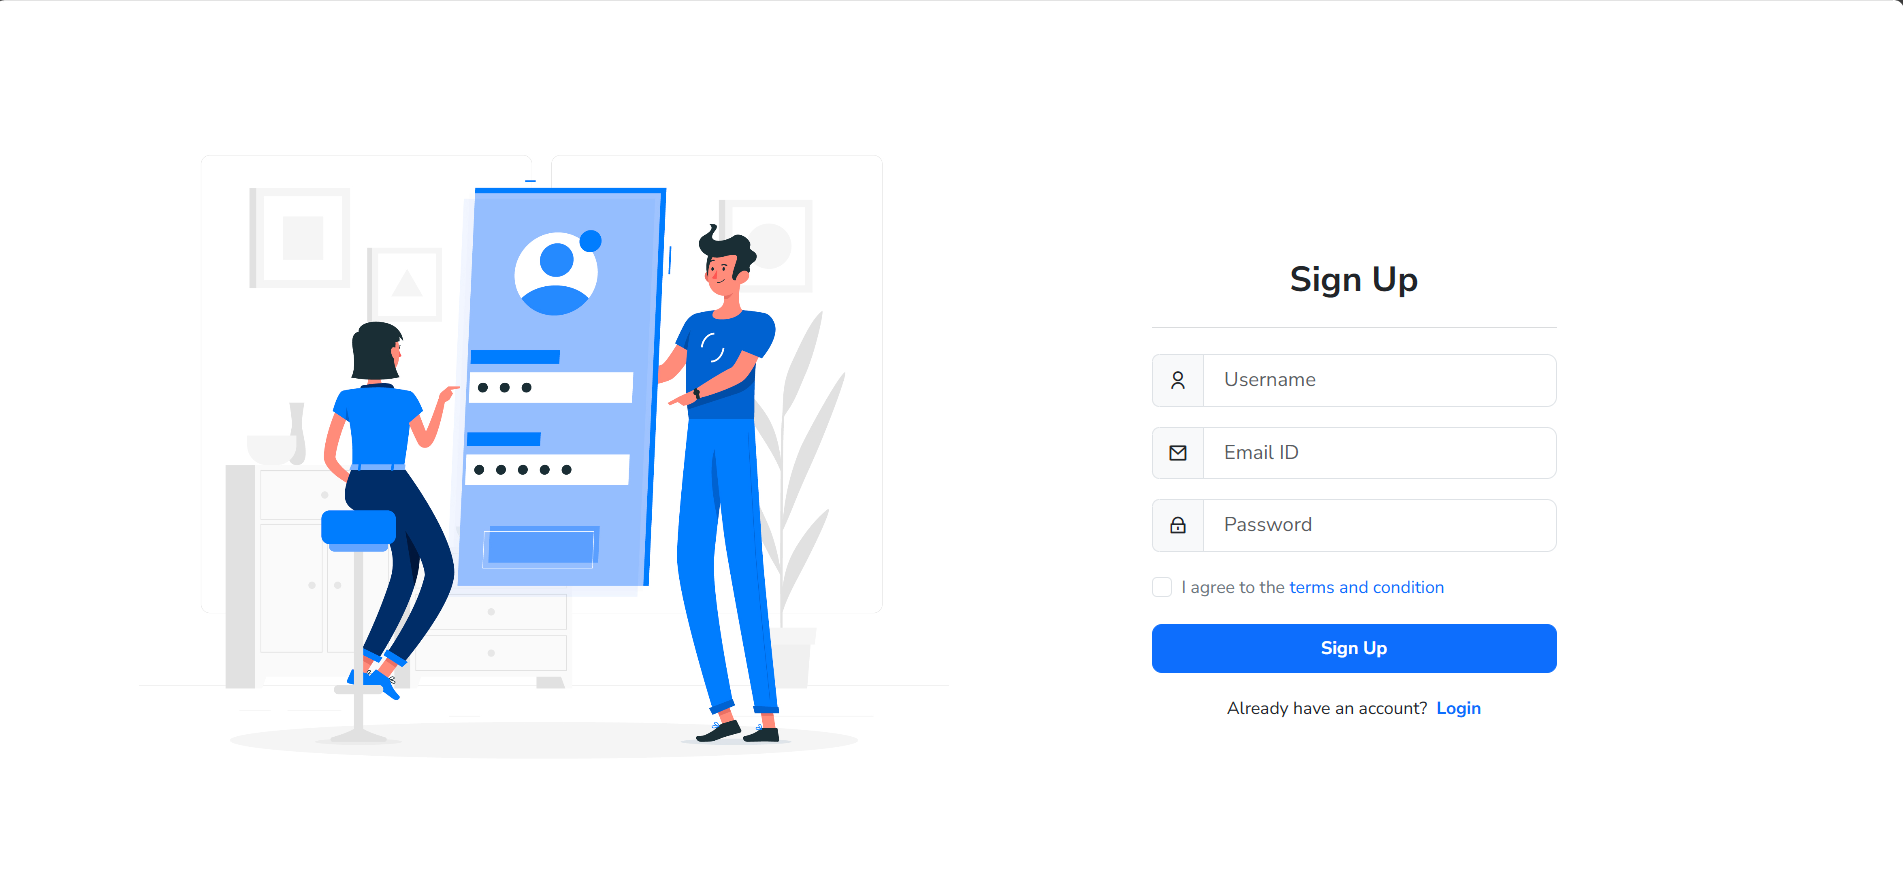 Sign Up
Username
Email ID
Password
I agree to the terms and condition
Sign Up
Already have an account? Login